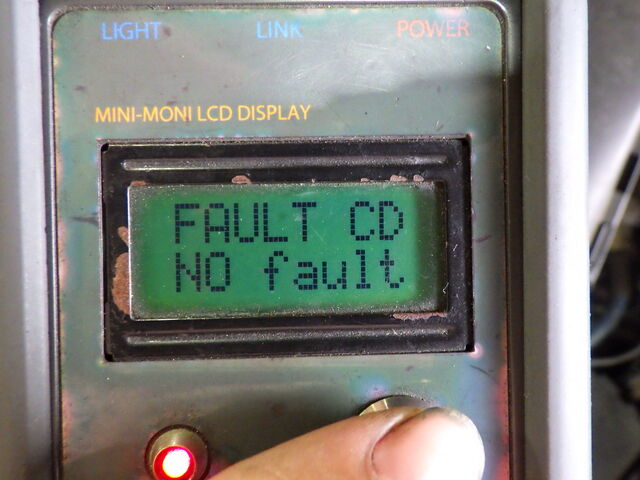 LIGHT LINK POWER
MINI-MONI LCD DISPLAY
FAULT CD
NO fault